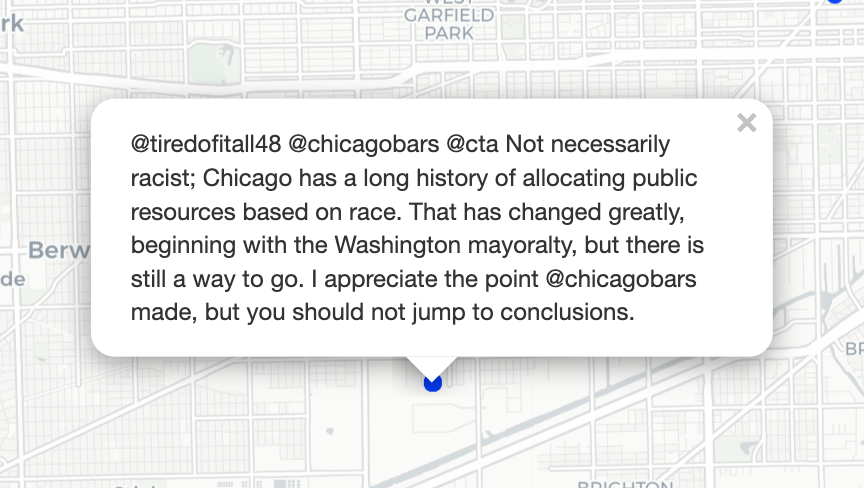 WEST
GARFIELD
PARK
rk
@tiredofitall48 @chicagobars @cta Not necessarily
racist; Chicago has a long history of allocating public
resources based on race. That has changed greatly,
beginning with the Washington mayoralty, but there is
still a way to go. I appreciate the point @chicagobars
made, but you should not jump to conclusions.
Berw
de
BR
BRIGHTON